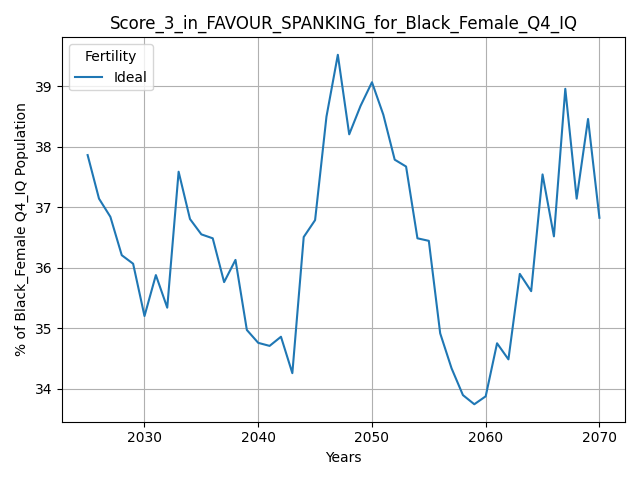 Score_3_in_FAVOUR_SPANKING_for_Black_Female_Q4_IQ
Fertility
Ideal
% of Black_Female Q4_IQ Population
39
38
37
36
35
34
2030 2040 2050 2060 2070
Years